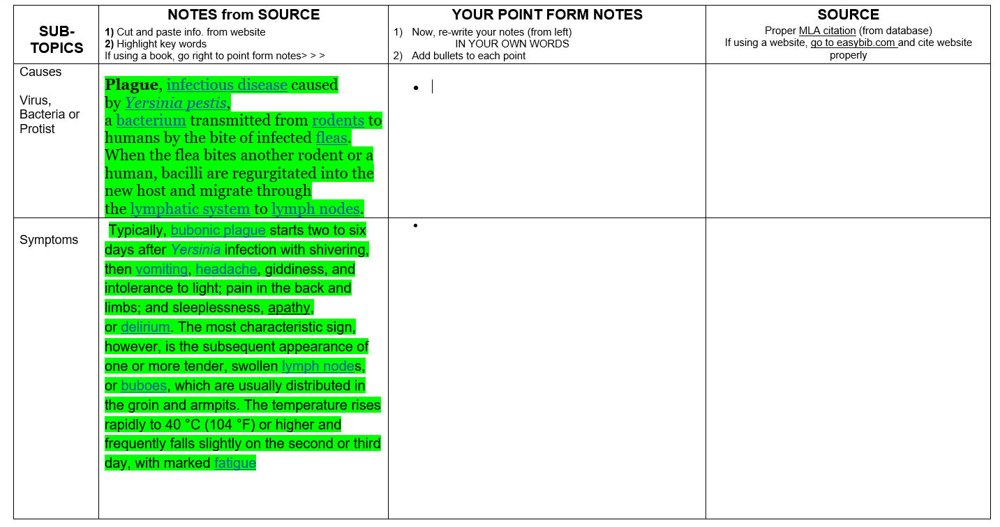 SUB-
TOPICS
NOTES from SOURCE
1) Cut and paste info. from website
2) Highlight key words
If using a book, go right to point form notes> > >
YOUR POINT FORM NOTES
1) Now, re-write your notes (from left)
IN YOUR OWN WORDS
2) Add bullets to each point
SOURCE
Proper MLA citation (from database)
If using a website, go to easybib.com and cite website
properly
Causes
Virus,
Bacteria or
Protist
Plague, infectious disease caused
by Yersinia pestis,
a bacterium transmitted from rodents to
humans by the bite of infected fleas.
When the flea bites another rodent or a
human, bacilli are regurgitated into the
new host and migrate through
the lymphatic system to lymph nodes.
•
Symptoms
Typically, bubonic plague starts two to six
days after Yersinia infection with shivering,
then vomiting, headache, giddiness, and
intolerance to light; pain in the back and
limbs; and sleeplessness, apathy,
or delirium. The most characteristic sign,
however, is the subsequent appearance of
one or more tender, swollen lymph nodes,
or buboes, which are usually distributed in
the groin and armpits. The temperature rises
rapidly to 40 °C (104 °F) or higher and
frequently falls slightly on the second or third
day, with marked fatigue
•